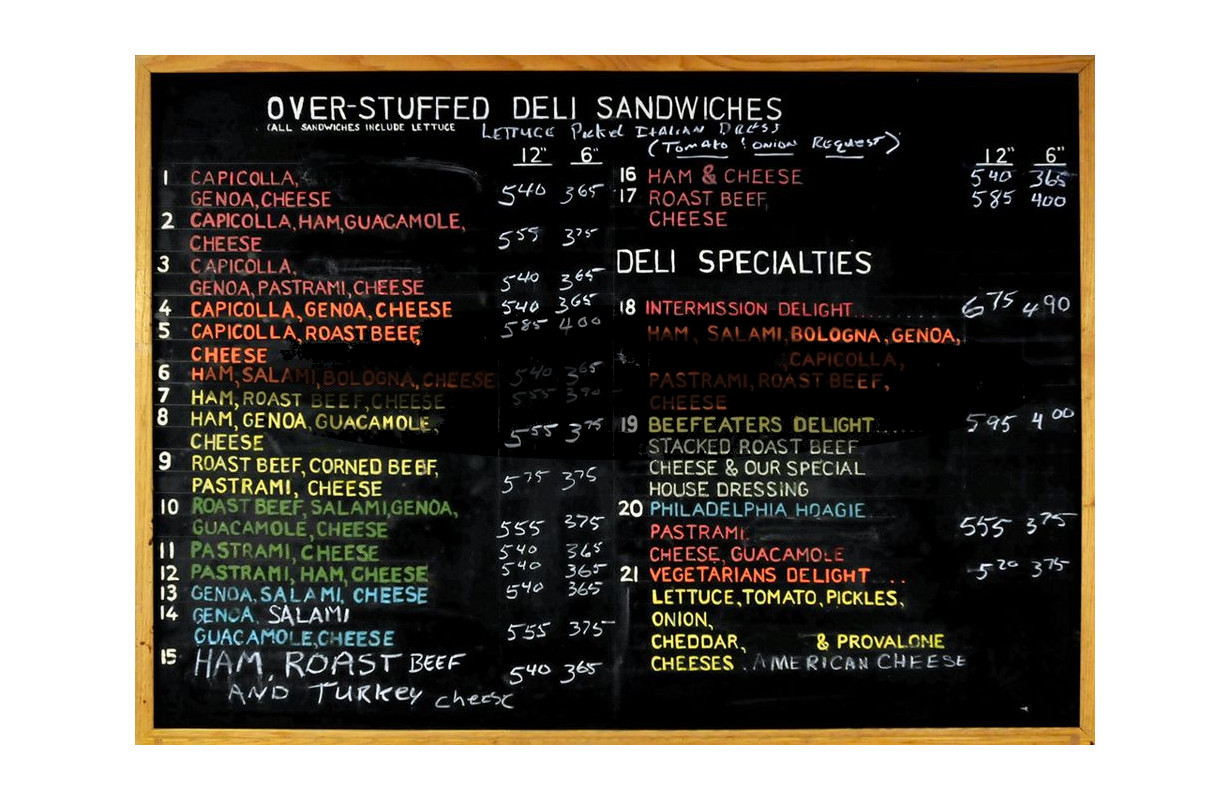 OVER-STUFFED DELI SANDWICHES
(ALL SANDWICHES INCLUDE LETTUCE LETTUCE Pickel ITALIAN DRESS
(TOMATO ! ONION REQUEST)
12" 6"
1 CAPICOLLA,
GENOA, CHEESE 540 365
2 CAPICOLLA, HAM, GUACAMOLE,
CHEESE 555 375
3 CAPICOLLA,
GENOA, PASTRAMI, CHEESE 540 365
4 CAPICOLLA, GENOA, CHEESE 540 365
5 CAPICOLLA, ROAST BEEF, 585 400
CHEESE
6 HAM, SALAMI, BOLOGNA, CHEESE 540 365
7 HAM, ROAST BEEF, CHEESE 555 390
8 HAM, GENOA, GUACAMOLE,
CHEESE 555 375
9 ROAST BEEF, CORNED BEEF,
PASTRAMI, CHEESE 575 375
10 ROAST BEEF, SALAMI, GENOA,
GUACAMOLE, CHEESE 555 375
11 PASTRAMI, CHEESE 540 365
12 PASTRAMI, HAM, CHEESE 540 365
13 GENOA, SALAMI, CHEESE 540 365
14 GENOA, SALAMI
GUACAMOLE, CHEESE 555 375
15 HAM, ROAST BEEF 540 365
AND TURKEY cheese
12" 6"
16 HAM & CHEESE 540 365
17 ROAST BEEF, 585 400
CHEESE
DELI SPECIALTIES
18 INTERMISSION DELIGHT.......... 675 490
HAM, SALAMI, BOLOGNA, GENOA,
CAPICOLLA,
PASTRAMI, ROAST BEEF,
CHEESE
19 BEEFEATERS DELIGHT...... 595 400
STACKED ROAST BEEF
CHEESE & OUR SPECIAL
HOUSE DRESSING
20 PHILADELPHIA HOAGIE
PASTRAMI, 555 375
CHEESE, GUACAMOLE
21 VEGETARIANS DELIGHT.... 520 375
LETTUCE, TOMATO, PICKLES,
ONION,
CHEDDAR, & PROVALONE
CHEESES. AMERICAN CHEESE